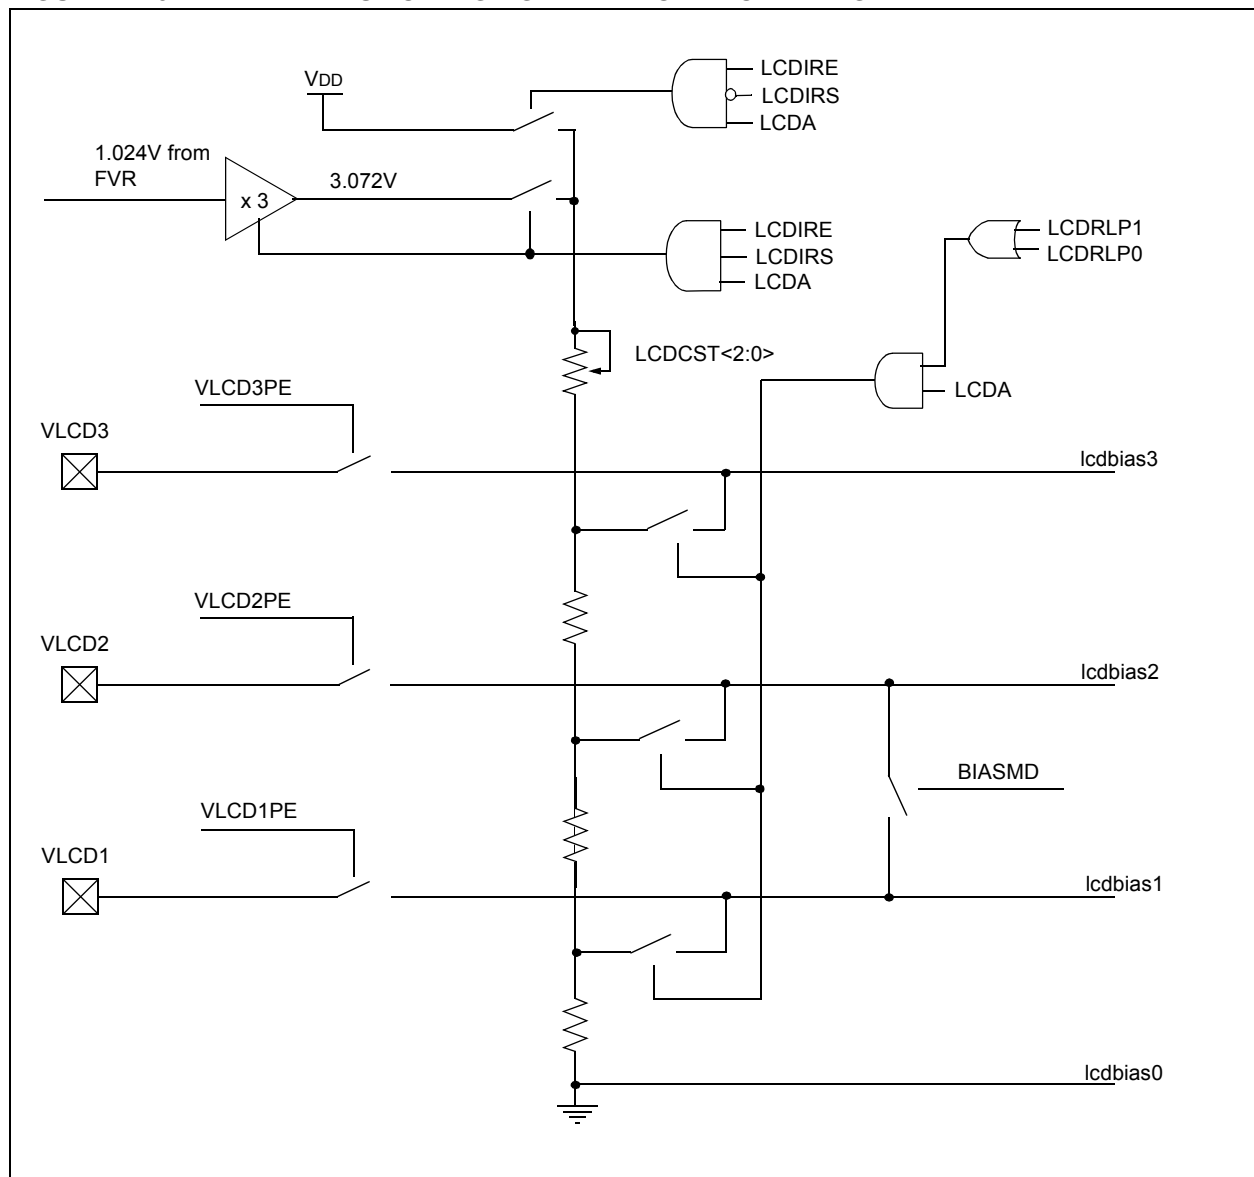 VDD
LCDIRE
LCDIRS
LCDA
1.024V from
FVR
x 3
3.072V
LCDIRE
LCDIRS
LCDA
LCDRLP1
LCDRLP0
LCDCST<2:0>
LCDA
VLCD3PE
VLCD3
lcdbias3
VLCD2PE
VLCD2
lcdbias2
BIASMD
VLCD1PE
VLCD1
lcdbias1
lcdbias0